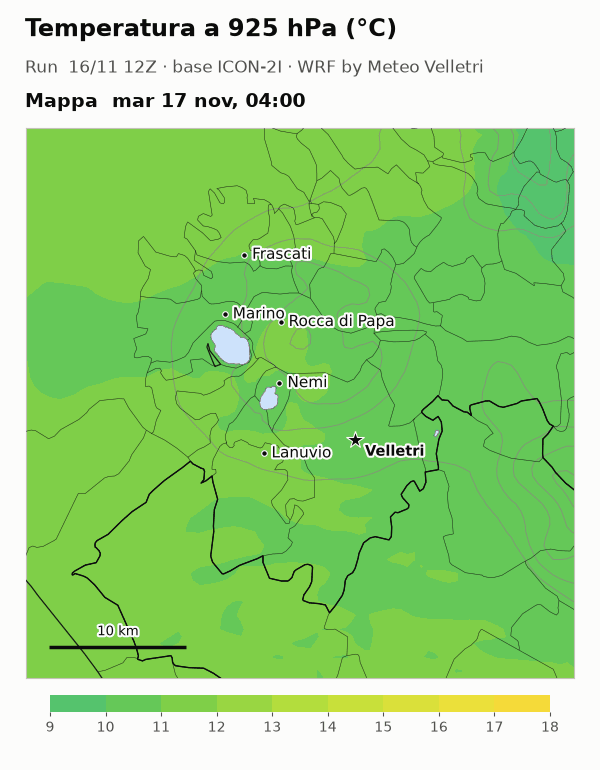 Temperatura a 925 hPa (°C)
Run  16/11 12Z · base ICON-2I · WRF by Meteo Velletri
Mappa  mar 17 nov, 04:00
Frascati
Marino
Rocca di Papa
Nemi
Velletri
Lanuvio
10 km
9 10 11 12 13 14 15 16 17 18